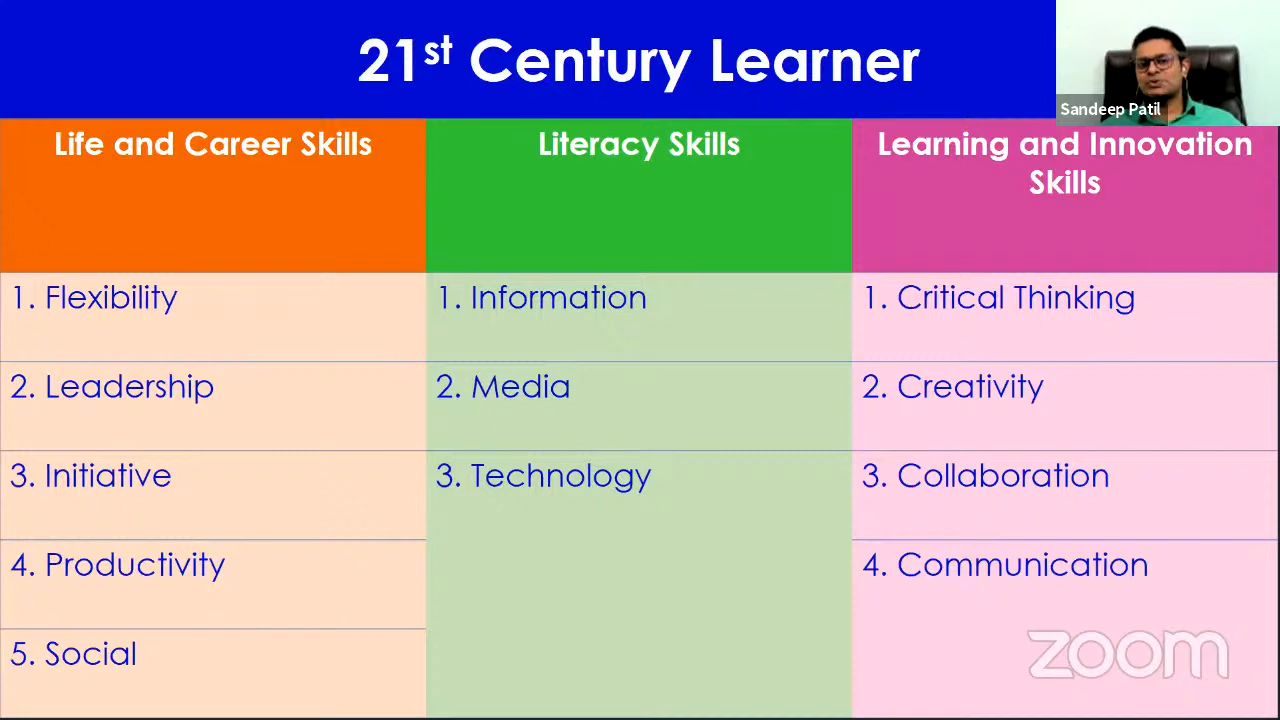 21st Century Learner
Sandeep Patil
Life and Career Skills
Literacy Skills
Learning and Innovation
Skills
1. Flexibility
1. Information
1. Critical Thinking
2. Leadership
2. Media
2. Creativity
3. Initiative
3. Technology
3. Collaboration
4. Productivity
4. Communication
5. Social
zoom